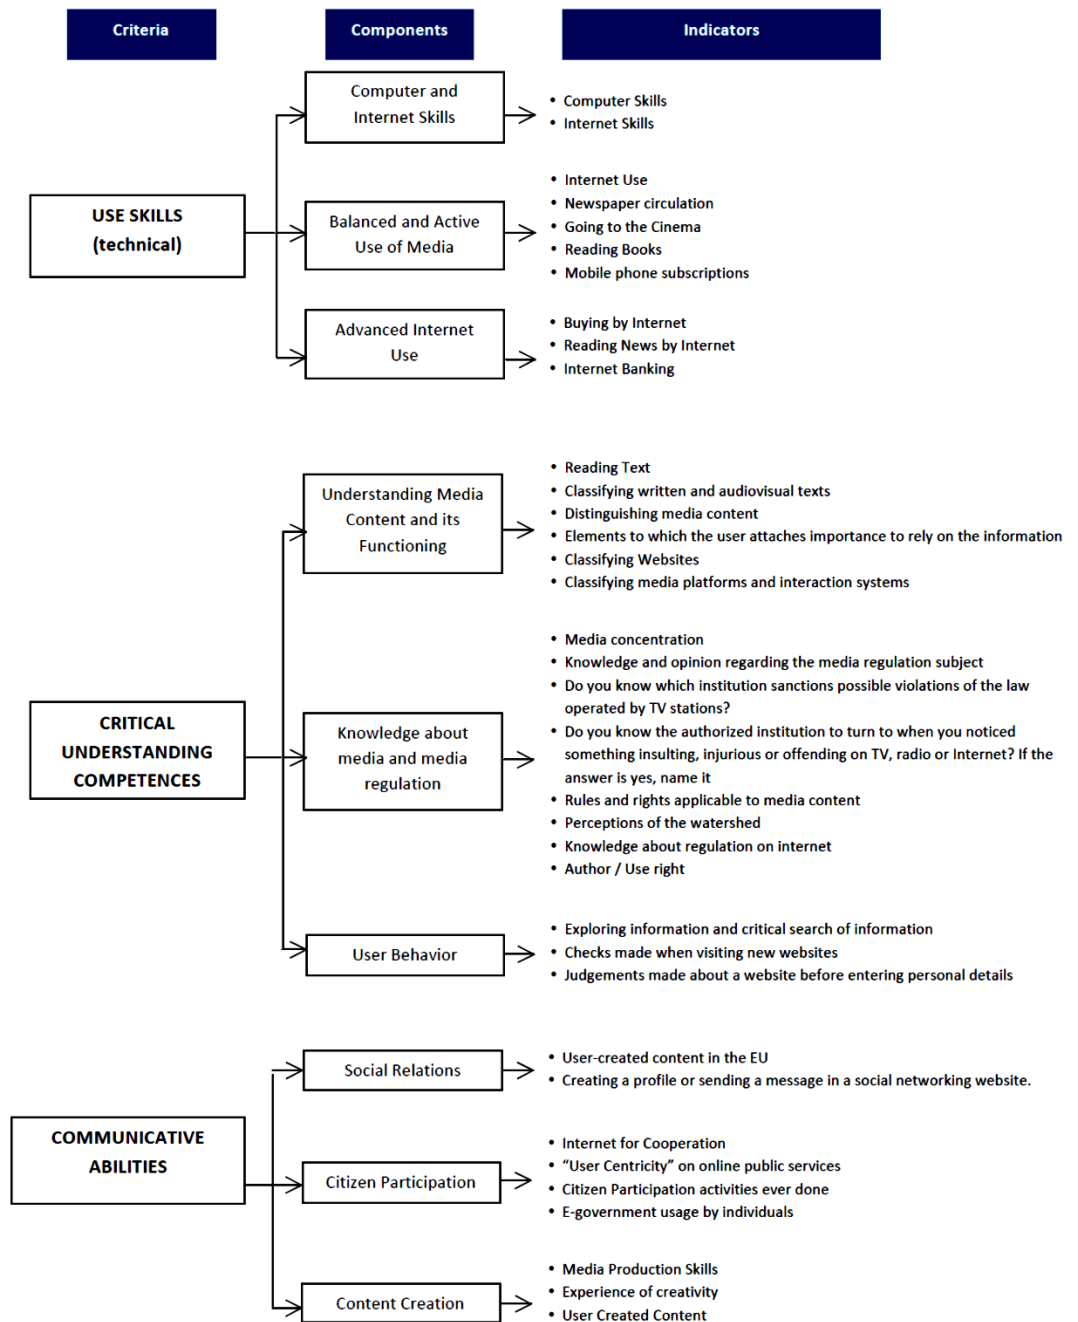 Criteria
Components
Indicators
Computer and
Internet Skills
• Computer Skills
• Internet Skills
USE SKILLS
(technical)
Balanced and Active
Use of Media
• Internet Use
• Newspaper circulation
• Going to the Cinema
• Reading Books
• Mobile phone subscriptions
Advanced Internet
Use
• Buying by Internet
• Reading News by Internet
• Internet Banking
Understanding Media
Content and its
Functioning
• Reading Text
• Classifying written and audiovisual texts
• Distinguishing media content
• Elements to which the user attaches importance to rely on the information
• Classifying Websites
• Classifying media platforms and interaction systems
CRITICAL
UNDERSTANDING
COMPETENCES
Knowledge about
media and media
regulation
• Media concentration
• Knowledge and opinion regarding the media regulation subject
• Do you know which institution sanctions possible violations of the law
operated by TV stations?
• Do you know the authorized institution to turn to when you noticed
something insulting, injurious or offending on TV, radio or Internet? If the
answer is yes, name it
• Rules and rights applicable to media content
• Perceptions of the watershed
• Knowledge about regulation on internet
• Author / Use right
User Behavior
• Exploring information and critical search of information
• Checks made when visiting new websites
• Judgements made about a website before entering personal details
Social Relations
• User-created content in the EU
• Creating a profile or sending a message in a social networking website.
COMMUNICATIVE
ABILITIES
Citizen Participation
• Internet for Cooperation
• “User Centricity” on online public services
• Citizen Participation activities ever done
• E-government usage by individuals
Content Creation
• Media Production Skills
• Experience of creativity
• User Created Content